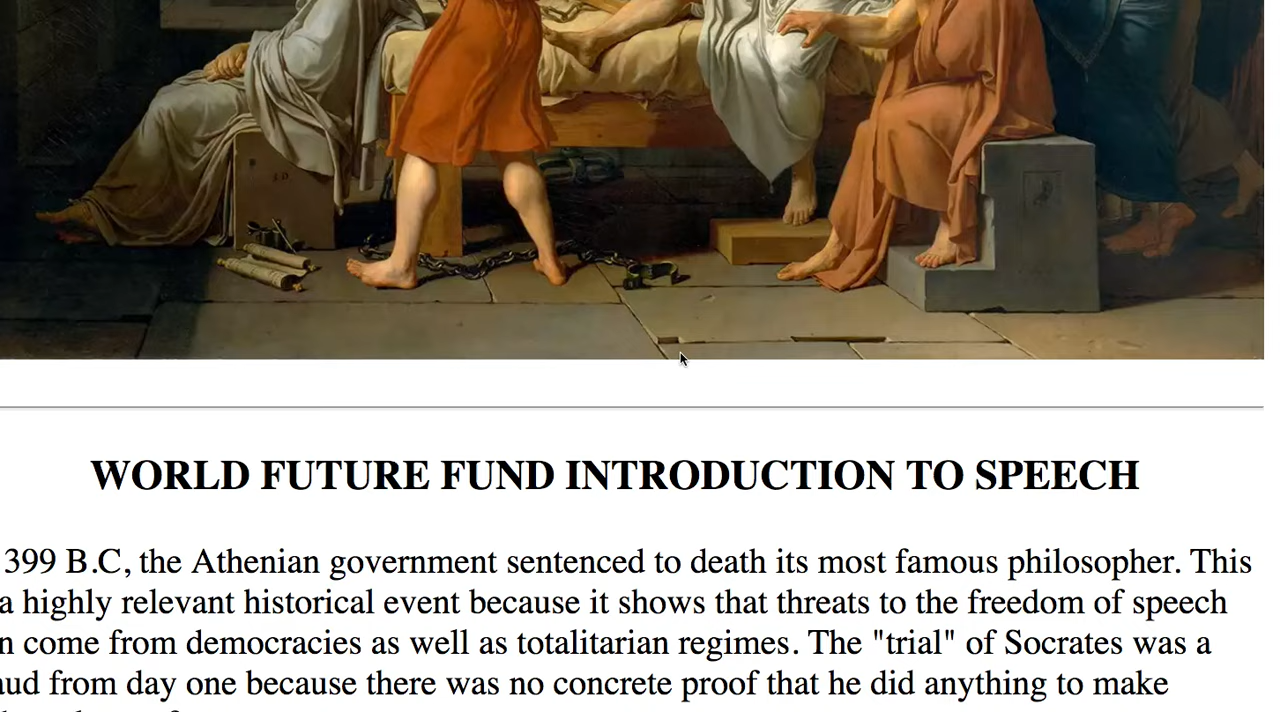 WORLD FUTURE FUND INTRODUCTION TO SPEECH
399 B.C, the Athenian government sentenced to death its most famous philosopher. This
a highly relevant historical event because it shows that threats to the freedom of speech
n come from democracies as well as totalitarian regimes. The "trial" of Socrates was a
aud from day one because there was no concrete proof that he did anything to make